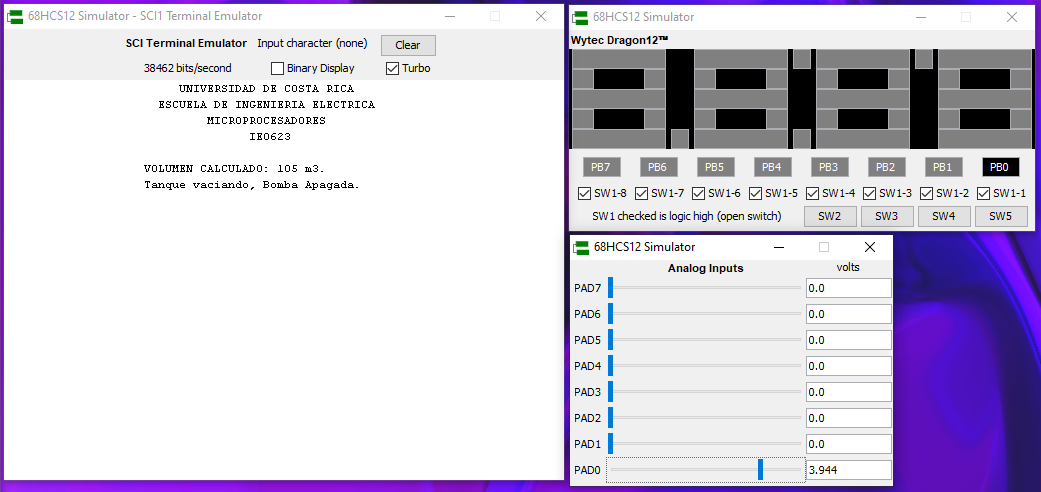 68HCS12 Simulator - SCI1 Terminal Emulator
SCI Terminal Emulator Input character (none) Clear
38462 bits/second Binary Display Turbo
UNIVERSIDAD DE COSTA RICA
ESCUELA DE INGENIERIA ELECTRICA
MICROPROCESADORES
IE0623
VOLUMEN CALCULADO: 105 m3.
Tanque vaciando, Bomba Apagada.
68HCS12 Simulator
Wytec Dragon12™
PB7 PB6 PB5 PB4 PB3 PB2 PB1 PB0
SW1-8 SW1-7 SW1-6 SW1-5 SW1-4 SW1-3 SW1-2 SW1-1
SW1 checked is logic high (open switch) SW2 SW3 SW4 SW5
68HCS12 Simulator
Analog Inputs volts
PAD7 0.0
PAD6 0.0
PAD5 0.0
PAD4 0.0
PAD3 0.0
PAD2 0.0
PAD1 0.0
PAD0 3.944